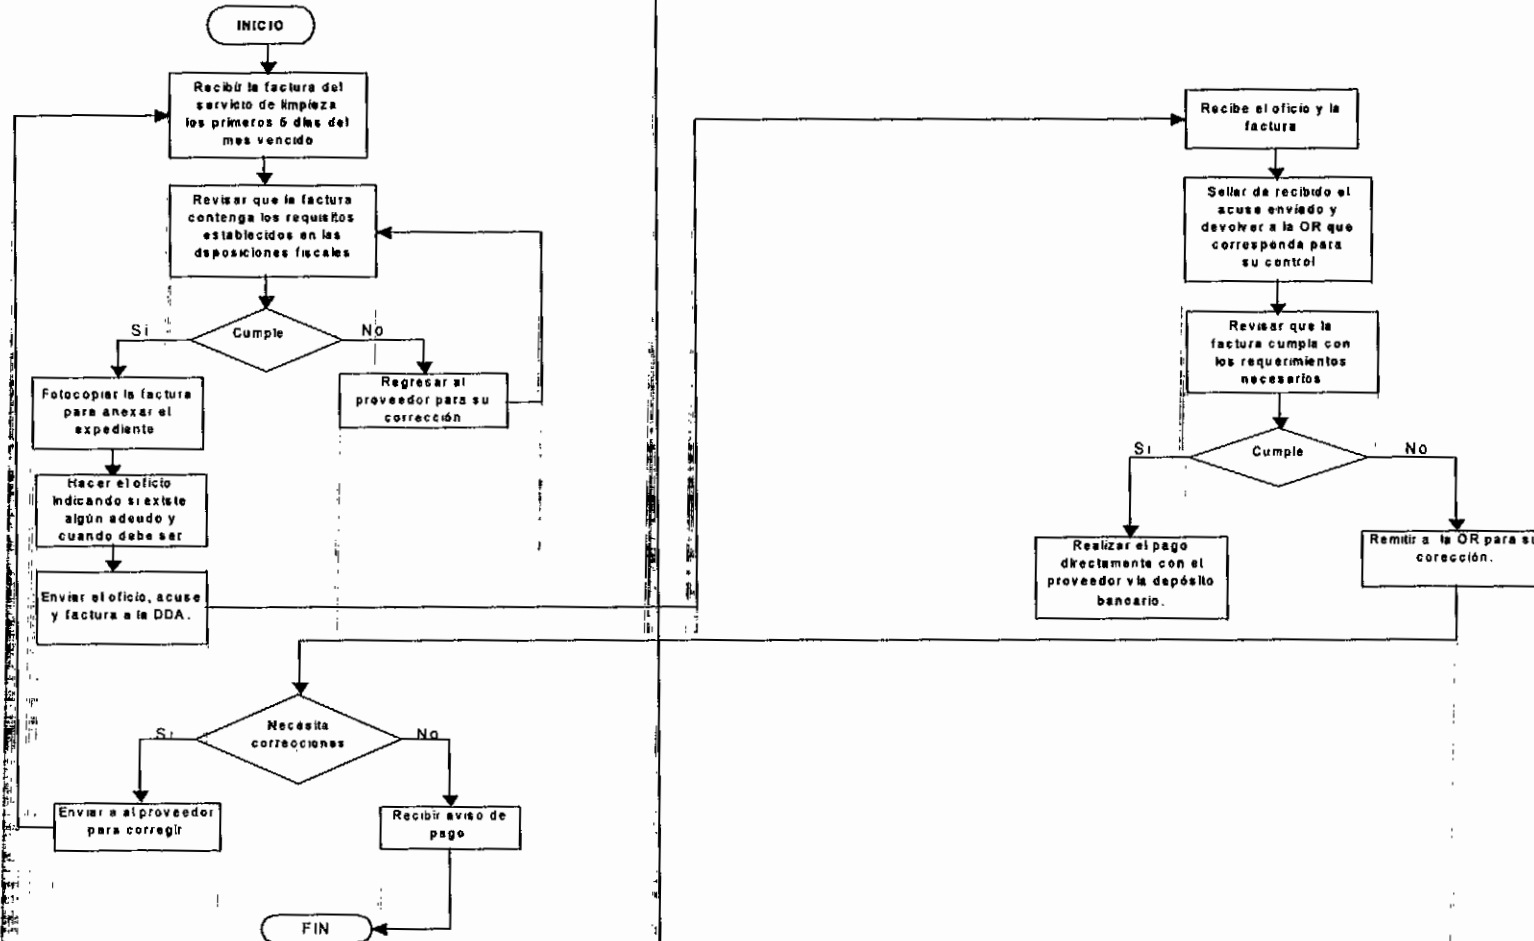 INICIO
Recibir la factura del
servicio de limpieza
los primeros 5 días del
mes vencido
Revisar que la factura
contenga los requisitos
establecidos en las
disposiciones fiscales
Cumple
Si
No
Fotocopiar la factura
para anexar el
expediente
Regresar al
proveedor para su
corrección
Hacer el oficio
indicando si existe
algún adeudo y
cuando debe ser
Enviar el oficio, acuse
y factura a la DDA.
Necesita
correcciones
Si
No
Enviar a al proveedor
para corregir
Recibir aviso de
pago
FIN
Recibe el oficio y la
factura
Sellar de recibido el
acuse enviado y
devolver a la OR que
corresponda para
su control
Revisar que la
factura cumpla con
los requerimientos
necesarios
Cumple
Si
No
Realizar el pago
directamente con el
proveedor vía depósito
bancario.
Remitir a la OR para su
corección.